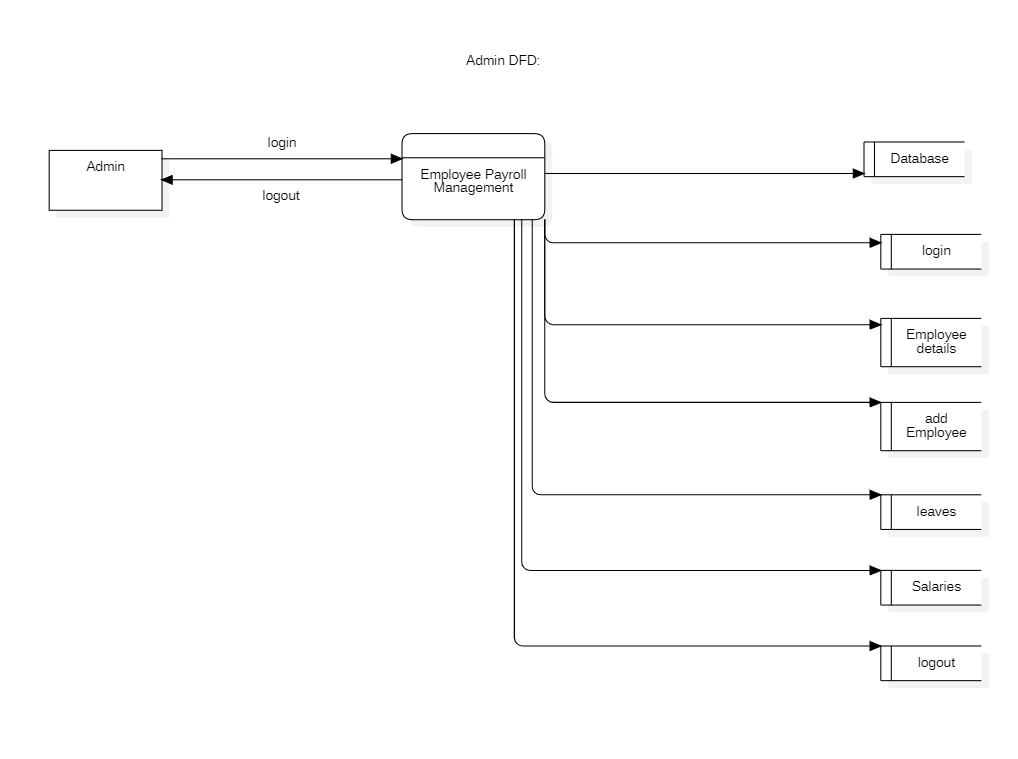 Admin DFD:
login
Admin
logout
Employee Payroll
Management
Database
login
Employee
details
add
Employee
leaves
Salaries
logout